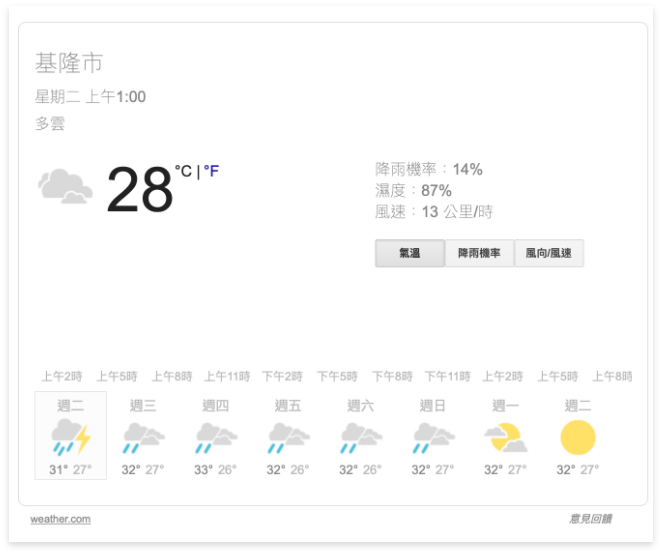 基隆市
星期二 上午1:00
多雲
28 °C | °F
降雨機率：14%
濕度：87%
風速：13 公里/時
氣溫 降雨機率 風向/風速
上午2時 上午5時 上午8時 上午11時 下午2時 下午5時 下午8時 下午11時 上午2時 上午5時 上午8時
週二 週三 週四 週五 週六 週日 週一 週二
31° 27° 32° 27° 33° 26° 32° 26° 32° 26° 32° 27° 32° 27° 32° 27°
weather.com 意見回饋